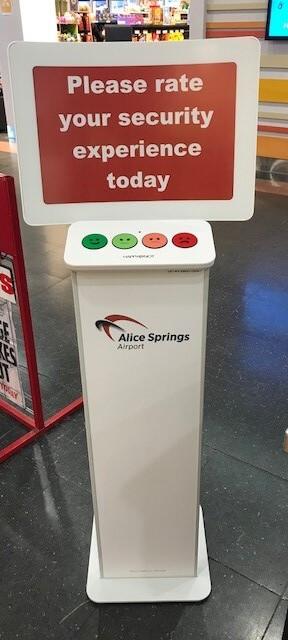 Please rate
your security
experience
today
Alice Springs
Airport